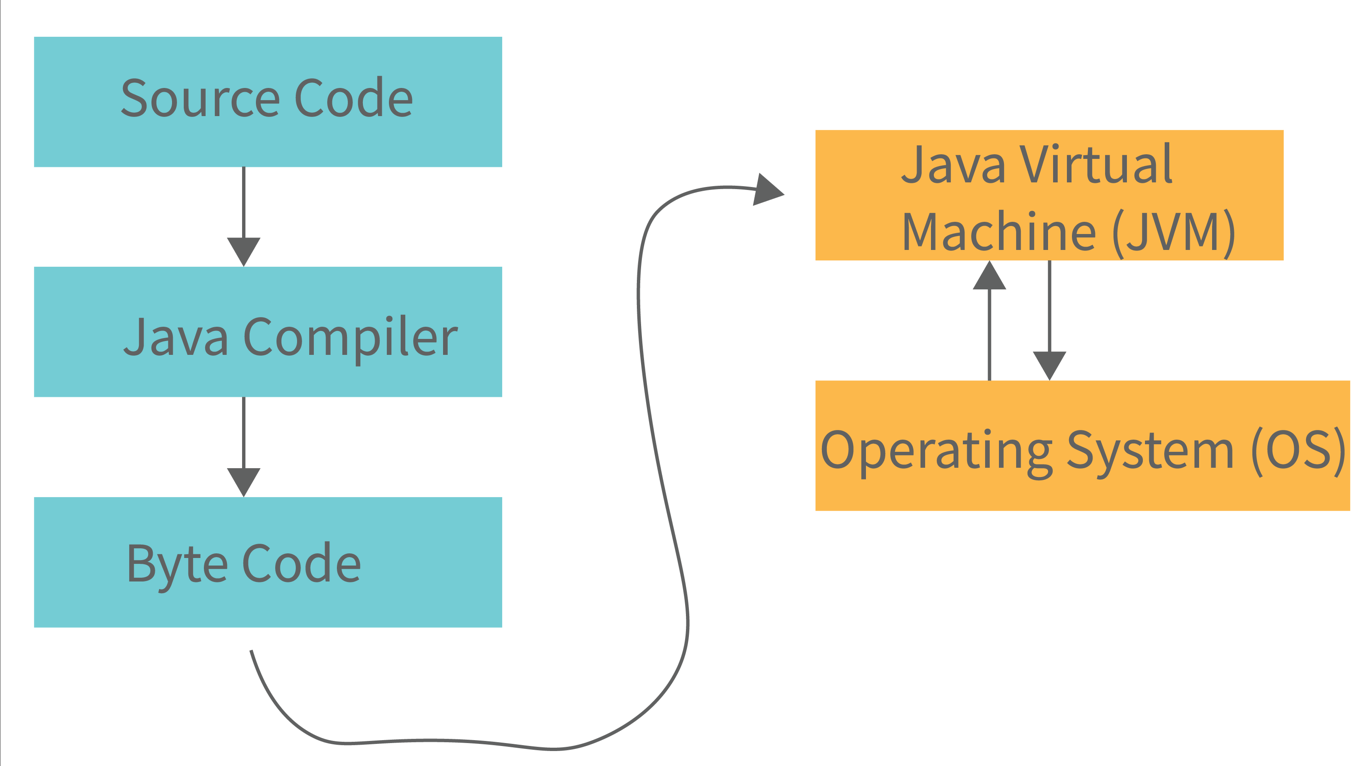 Source Code
Java Compiler
Byte Code
Java Virtual
Machine (JVM)
Operating System (OS)